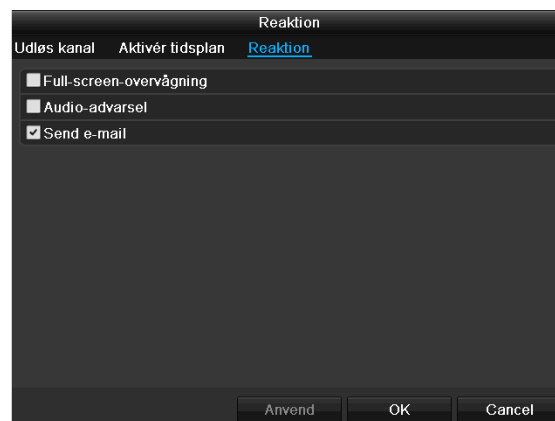 Reaktion
Udløs kanal Aktivér tidsplan Reaktion
Full-screen-overvågning
Audio-advarsel
Send e-mail
Anvend OK Cancel